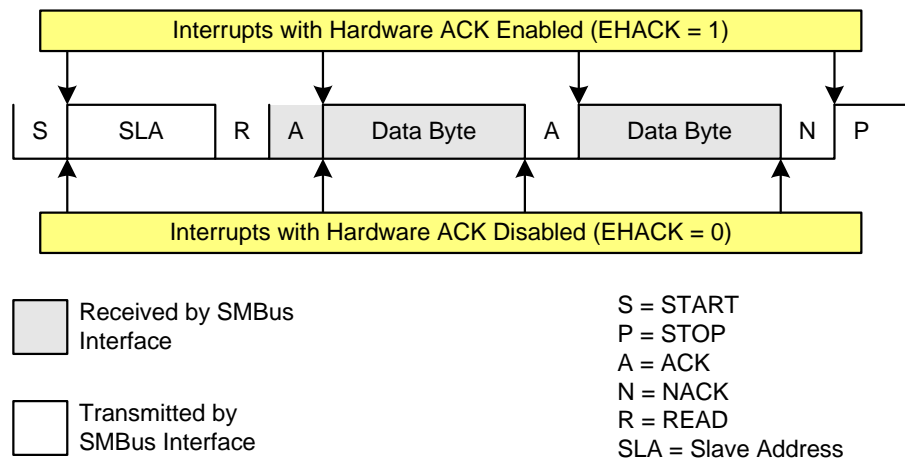 Interrupts with Hardware ACK Enabled (EHACK = 1)
S SLA R A Data Byte A Data Byte N P
Interrupts with Hardware ACK Disabled (EHACK = 0)
Received by SMBus
Interface
Transmitted by
SMBus Interface
S = START
P = STOP
A = ACK
N = NACK
R = READ
SLA = Slave Address